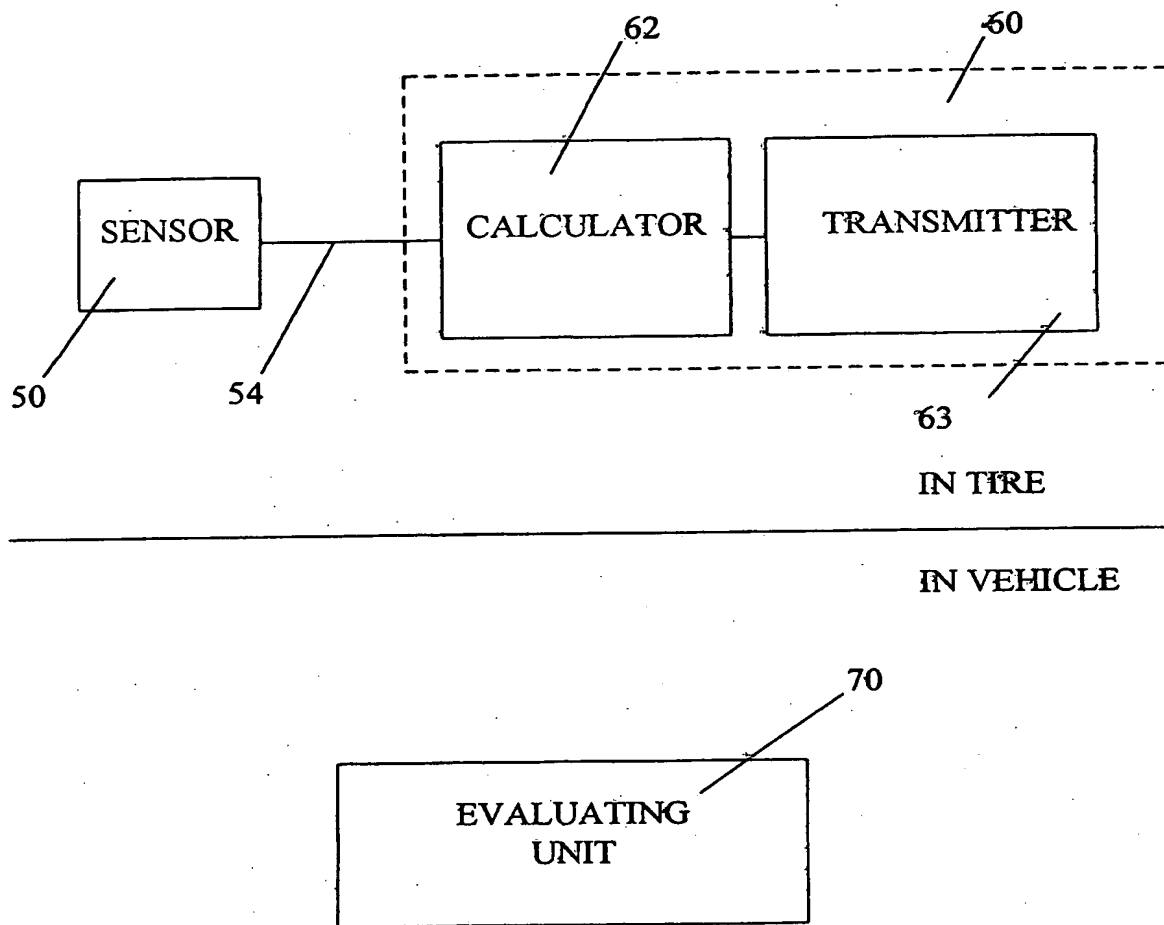 62
60
SENSOR
CALCULATOR
TRANSMITTER
50
54
63
IN TIRE
IN VEHICLE
70
EVALUATING
UNIT